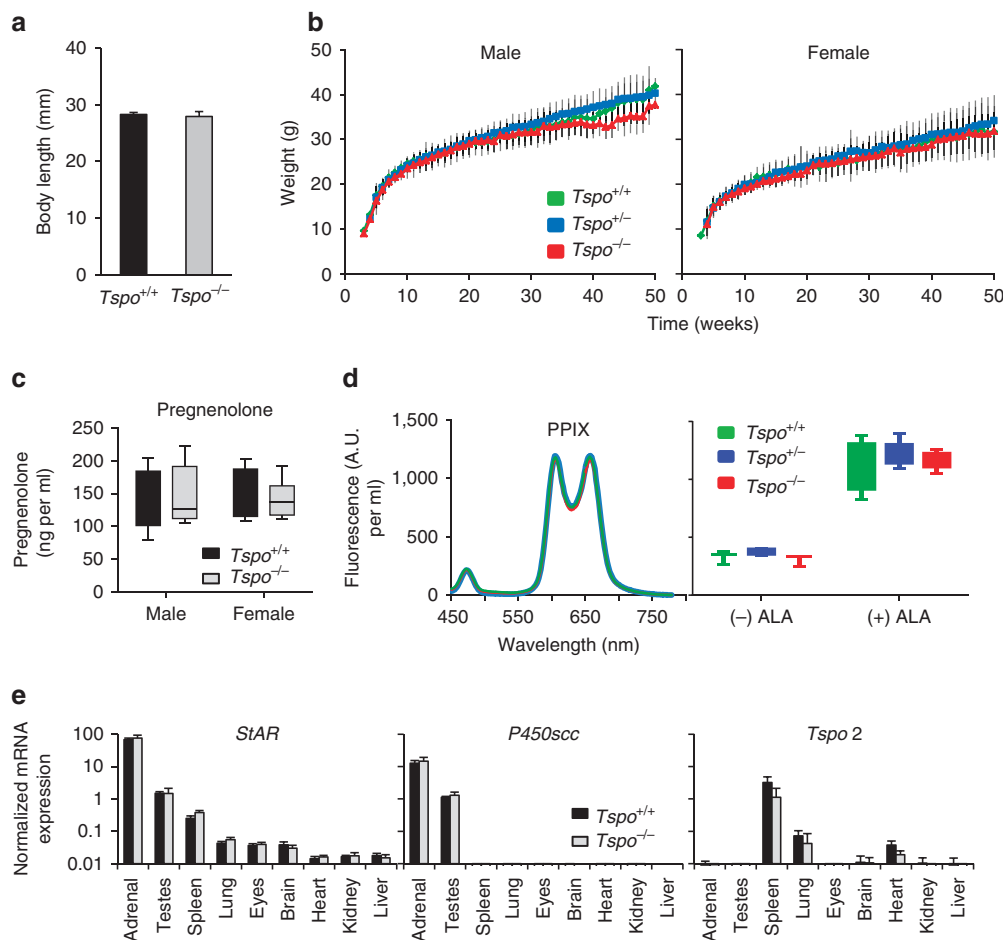 a
40
30
20
10
0
Body length (mm)
Tspo+/+
Tspo–/–
b
Male
Female
50
40
30
20
10
0
Weight (g)
Tspo+/+
Tspo+/–
Tspo–/–
0 10 20 30 40 50
0 10 20 30 40 50
Time (weeks)
c
Pregnenolone
250
200
150
100
50
0
Pregnenolone
(ng per ml)
Tspo+/+
Tspo–/–
Male
Female
d
PPIX
1,500
1,000
500
0
Fluorescence (A.U.
per ml)
450 550 650 750
Wavelength (nm)
Tspo+/+
Tspo+/–
Tspo–/–
(–) ALA
(+) ALA
e
StAR
P450scc
Tspo 2
100
10
1
0.1
0.01
Normalized mRNA
expression
Tspo+/+
Tspo–/–
Adrenal
Testes
Spleen
Lung
Eyes
Brain
Heart
Kidney
Liver
Adrenal
Testes
Spleen
Lung
Eyes
Brain
Heart
Kidney
Liver
Adrenal
Testes
Spleen
Lung
Eyes
Brain
Heart
Kidney
Liver